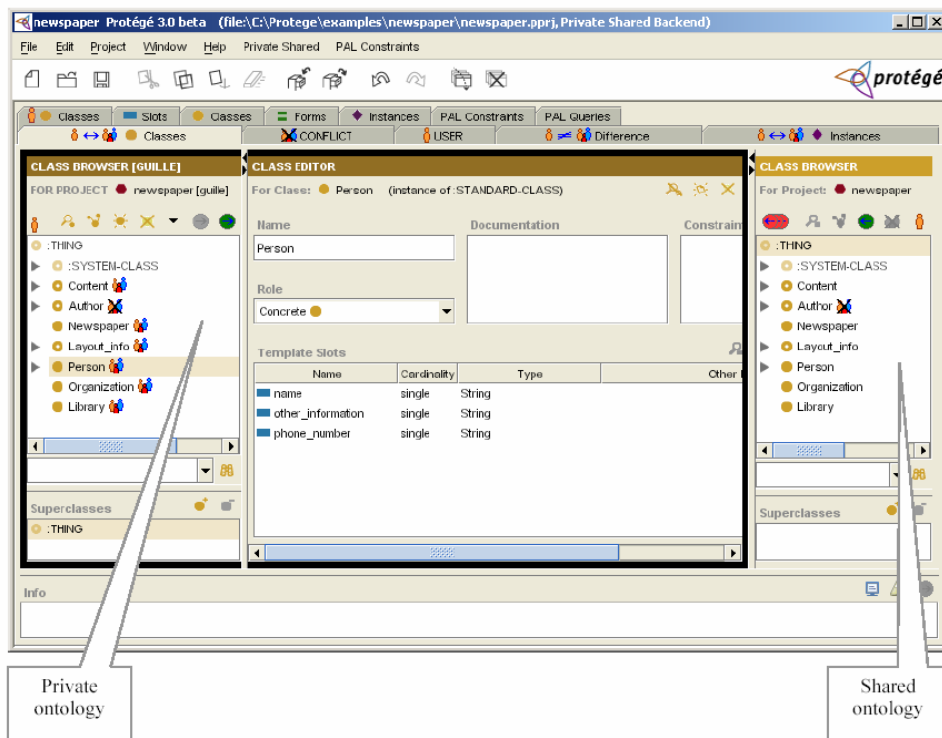 newspaper Protégé 3.0 beta (file:\C:\Protege\examples\newspaper\newspaper.pprj, Private Shared Backend)
File Edit Project Window Help Private Shared PAL Constraints
protégé
Classes Slots Classes Forms Instances PAL Constraints PAL Queries
Classes CONFLICT USER Difference Instances
CLASS BROWSER [GUILLE]
FOR PROJECT newspaper [guille]
:THING
:SYSTEM-CLASS
Content
Author
Newspaper
Layout_info
Person
Organization
Library
Superclasses
:THING
CLASS EDITOR
For Class: Person (instance of :STANDARD-CLASS)
Name Documentation Constrain
Person
Role
Concrete
Template Slots
Name Cardinality Type Other
name single String
other_information single String
phone_number single String
CLASS BROWSER
For Project: newspaper
:THING
:SYSTEM-CLASS
Content
Author
Newspaper
Layout_info
Person
Organization
Library
Superclasses
Info
Private
ontology
Shared
ontology